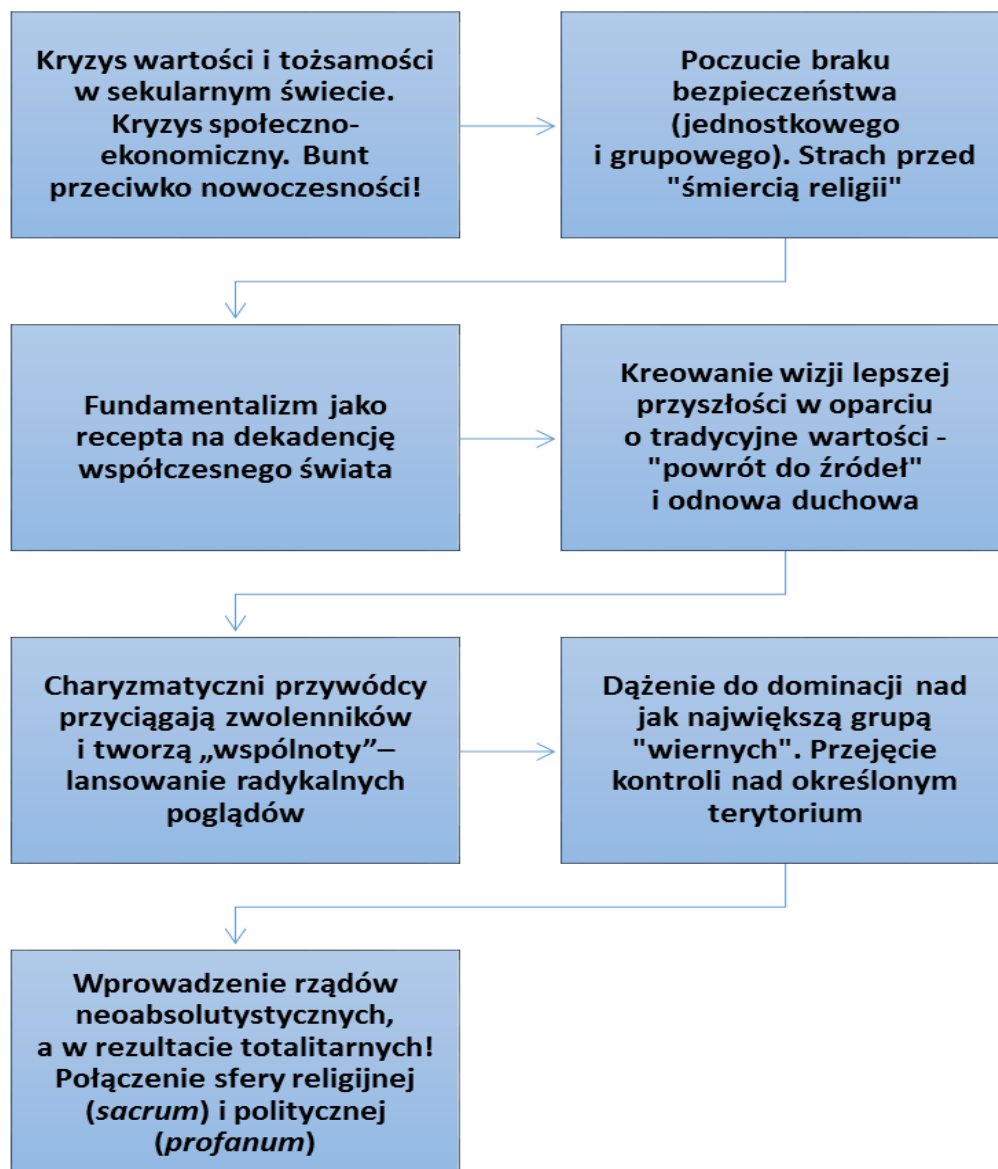 Kryzys wartości i tożsamości
w sekularnym świecie.
Kryzys społeczno-
ekonomiczny. Bunt
przeciwko nowoczesności!
Poczucie braku
bezpieczeństwa
(jednostkowego
i grupowego). Strach przed
"śmiercią religii"
Fundamentalizm jako
recepta na dekadencję
współczesnego świata
Kreowanie wizji lepszej
przyszłości w oparciu
o tradycyjne wartości -
"powrót do źródeł"
i odnowa duchowa
Charyzmatyczni przywódcy
przyciągają zwolenników
i tworzą „wspólnoty”–
lansowanie radykalnych
poglądów
Dążenie do dominacji nad
jak największą grupą
"wiernych". Przejęcie
kontroli nad określonym
terytorium
Wprowadzenie rządów
neoabsolutystycznych,
a w rezultacie totalitarnych!
Połączenie sfery religijnej
(sacrum) i politycznej
(profanum)